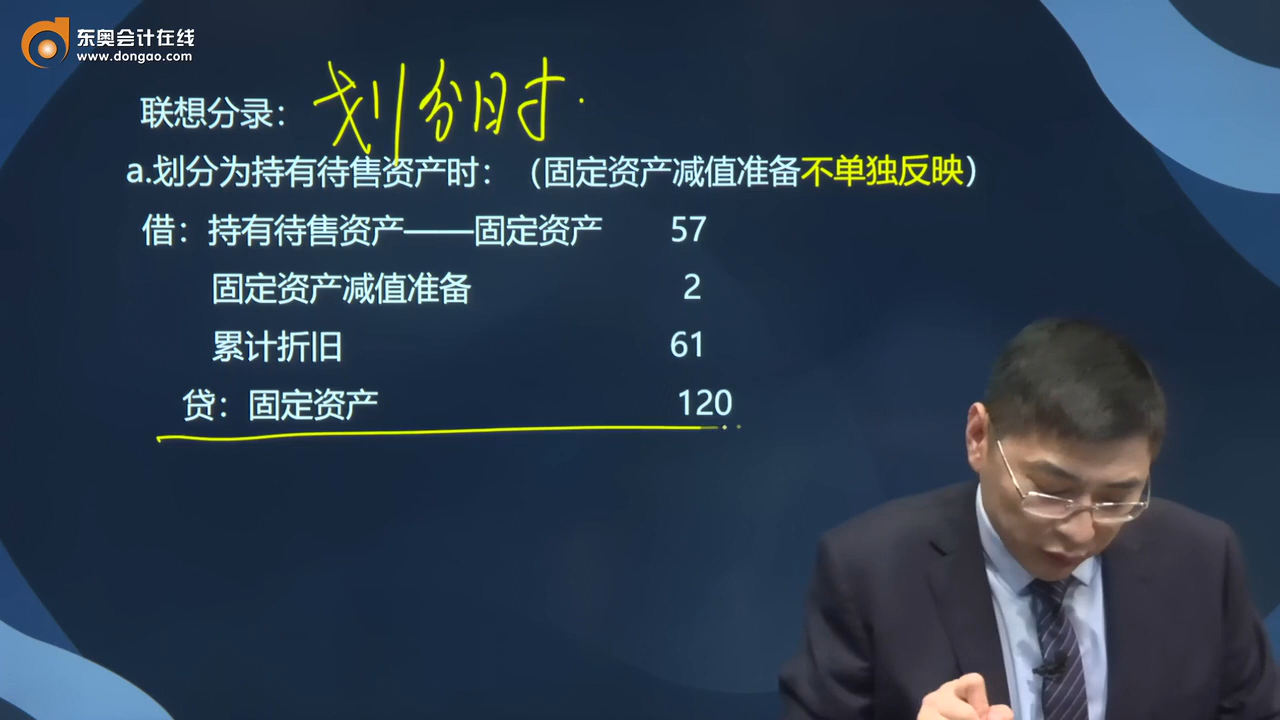 东奥会计在线
www.dongao.com
联想分录： 划分日时
a.划分为持有待售资产时：（固定资产减值准备不单独反映）
借：持有待售资产——固定资产 57
固定资产减值准备 2
累计折旧 61
贷：固定资产 120